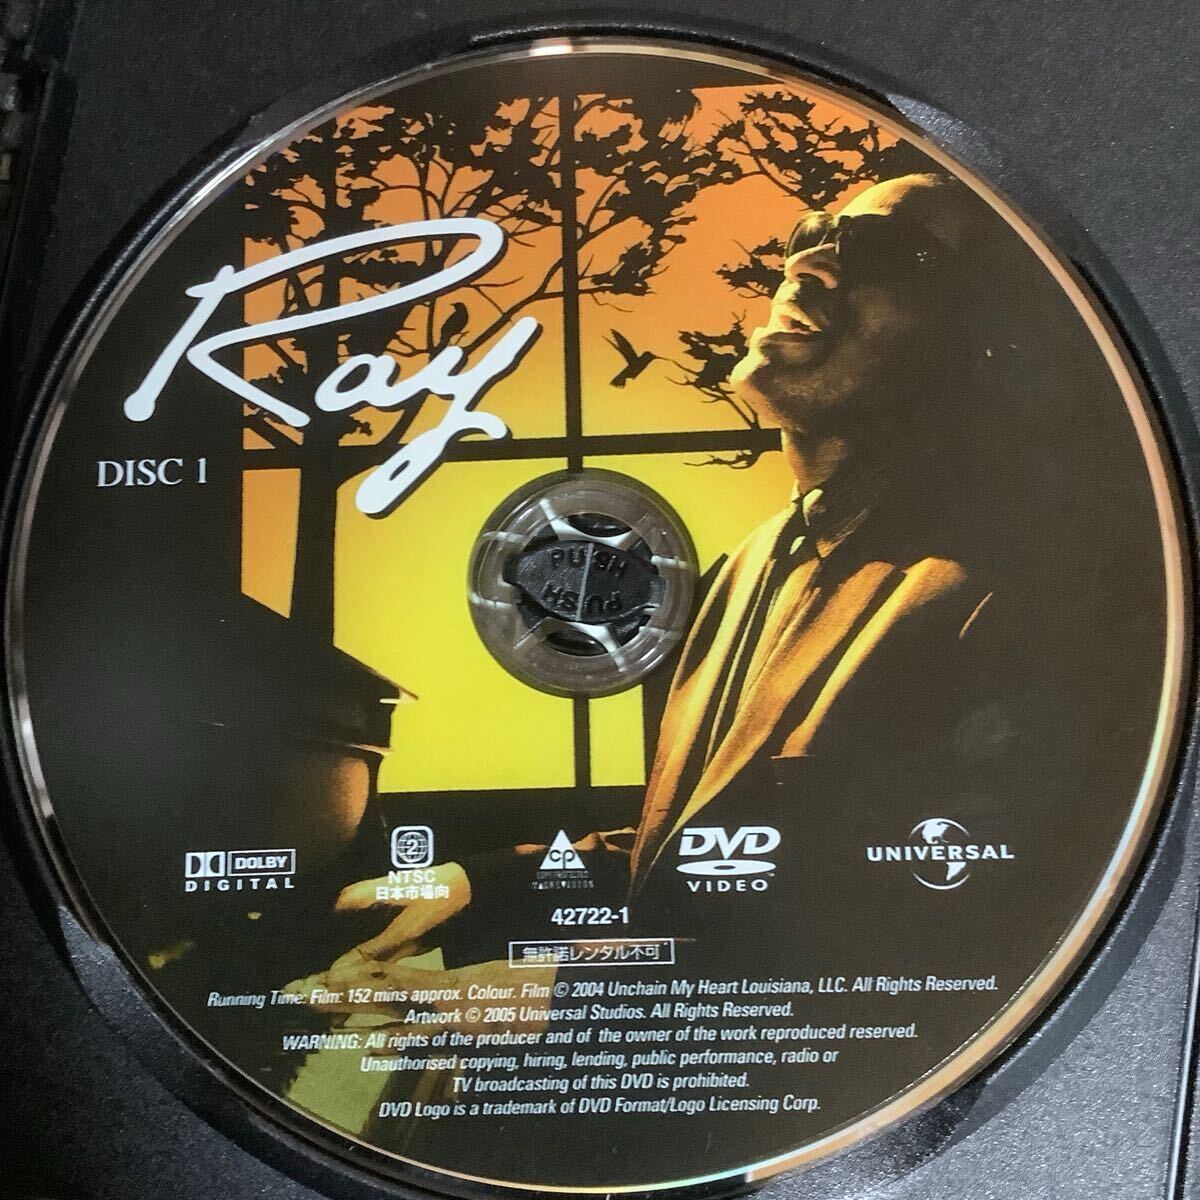 Ray
DISC 1
PUSH
PUSH
DOLBY
DIGITAL
2
NTSC
日本市場向
cp
DVD
VIDEO
UNIVERSAL
42722-1
無許諾レンタル不可
Running Time: Film: 152 mins approx. Colour. Film © 2004 Unchain My Heart Louisiana, LLC. All Rights Reserved.
Artwork © 2005 Universal Studios. All Rights Reserved.
WARNING: All rights of the producer and of the owner of the work reproduced reserved.
Unauthorised copying, hiring, lending, public performance, radio or
TV broadcasting of this DVD is prohibited.
DVD Logo is a trademark of DVD Format/Logo Licensing Corp.